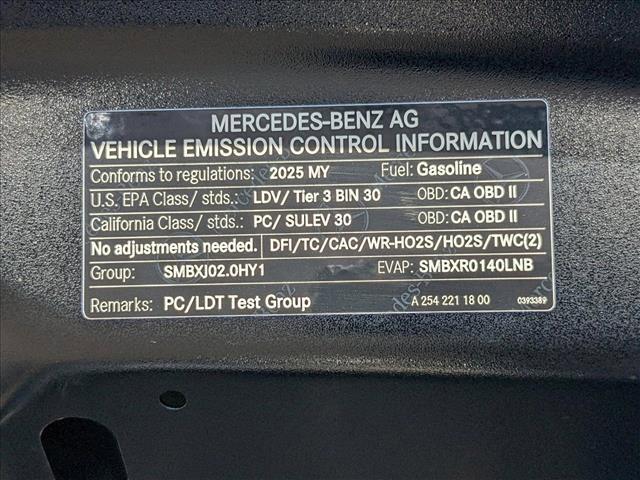 MERCEDES-BENZ AG
VEHICLE EMISSION CONTROL INFORMATION
Conforms to regulations: 2025 MY Fuel: Gasoline
U.S. EPA Class/ stds.: LDV/ Tier 3 BIN 30 OBD: CA OBD II
California Class/ stds.: PC/ SULEV 30 OBD: CA OBD II
No adjustments needed. DFI/TC/CAC/WR-HO2S/HO2S/TWC(2)
Group: SMBXJ02.0HY1 EVAP: SMBXR0140LNB
Remarks: PC/LDT Test Group A 254 221 18 00 0393389